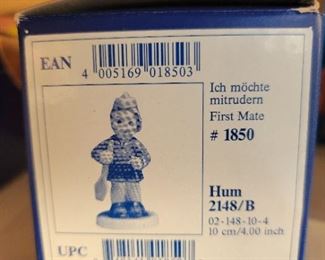 EAN
4 005169 018503
Ich möchte
mitrudern
First Mate
# 1850
Hum
2148/B
02-148-10-4
10 cm/4.00 inch
UPC